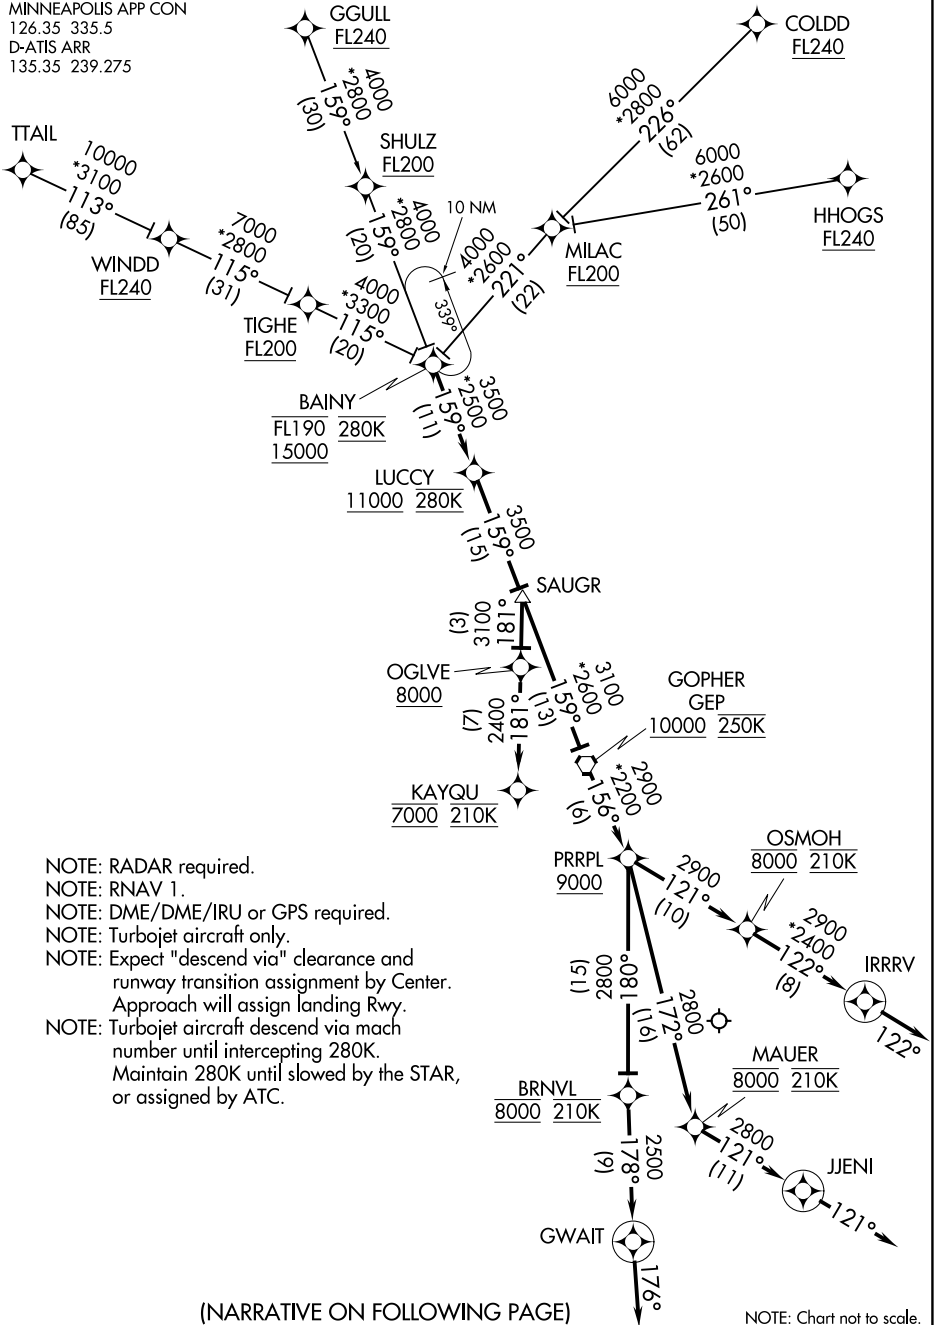 MINNEAPOLIS APP CON
126.35 335.5
D-ATIS ARR
135.35 239.275
GGULL
FL240
COLDD
FL240
4000
*2800
159°
(30)
6000
*2800
226°
(62)
TTAIL
10000
*3100
113°
(85)
SHULZ
FL200
6000
*2600
261°
(50)
HHOGS
FL240
WINDD
FL240
7000
*2800
115°
(31)
4000
*2800
159°
(20)
10 NM
339°
4000
*2600
221°
(22)
MILAC
FL200
TIGHE
FL200
4000
*3300
115°
(20)
BAINY
FL190 280K
15000
3500
*2500
159°
(11)
LUCCY
11000 280K
3500
159°
(15)
SAUGR
181°
3100
(3)
OGLVE
8000
3100
*2600
159°
(13)
GOPHER
GEP
10000 250K
181°
2400
(7)
KAYQU
7000 210K
2900
*2200
156°
(6)
PRRPL
9000
OSMOH
8000 210K
2900
121°
(10)
2900
*2400
122°
(8)
IRRRV
122°
180°
2800
(15)
2800
172°
(16)
MAUER
8000 210K
BRNVL
8000 210K
2800
121°
(11)
JJENI
121°
2500
178°
(9)
GWAIT
176°
NOTE: RADAR required.
NOTE: RNAV 1.
NOTE: DME/DME/IRU or GPS required.
NOTE: Turbojet aircraft only.
NOTE: Expect "descend via" clearance and
runway transition assignment by Center.
Approach will assign landing Rwy.
NOTE: Turbojet aircraft descend via mach
number until intercepting 280K.
Maintain 280K until slowed by the STAR,
or assigned by ATC.
(NARRATIVE ON FOLLOWING PAGE)
NOTE: Chart not to scale.